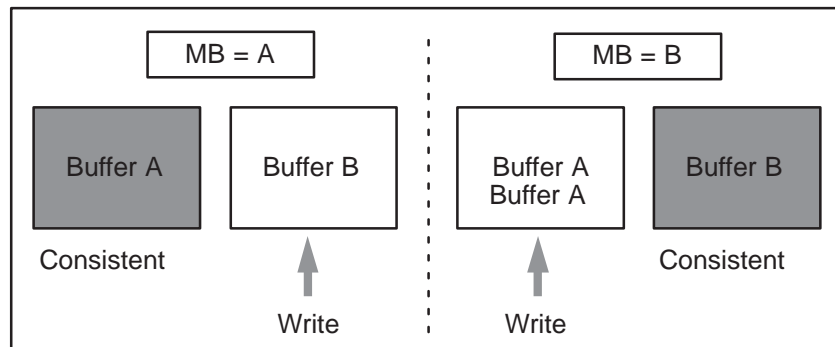 MB = A
MB = B
Buffer A
Buffer B
Buffer A
Buffer A
Buffer B
Consistent
Consistent
Write
Write